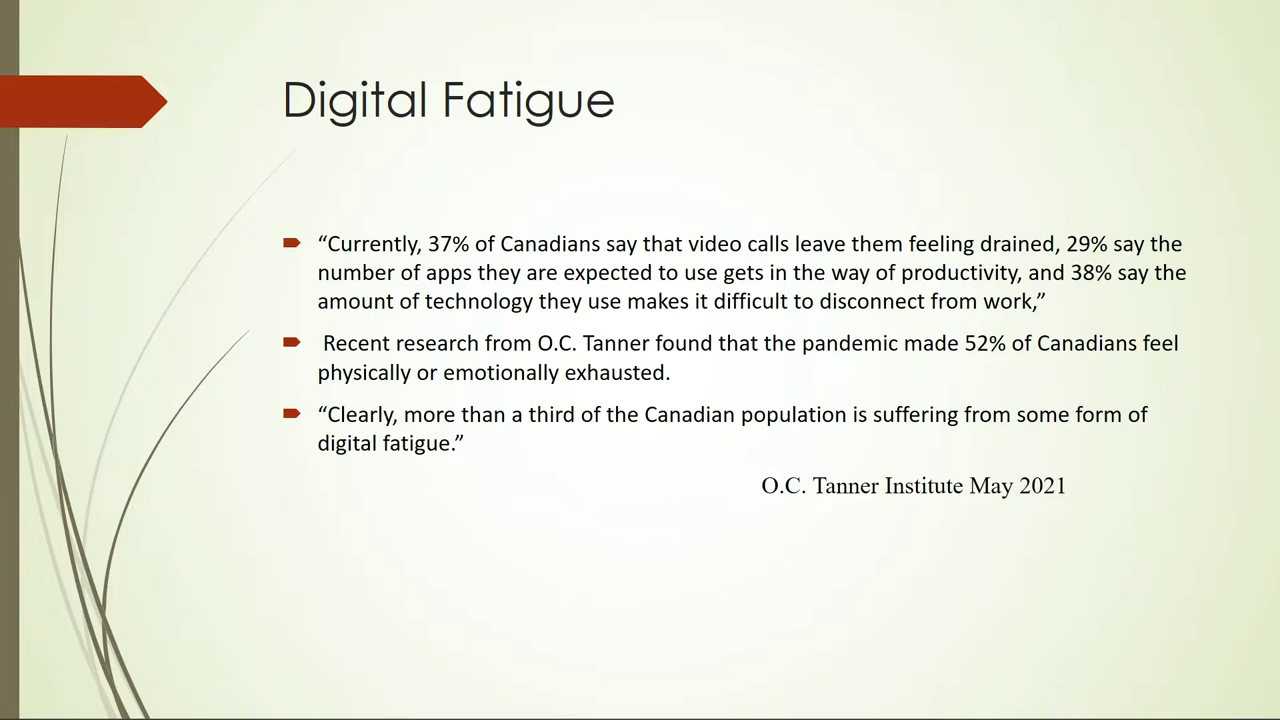 Digital Fatigue
“Currently, 37% of Canadians say that video calls leave them feeling drained, 29% say the
number of apps they are expected to use gets in the way of productivity, and 38% say the
amount of technology they use makes it difficult to disconnect from work,”
Recent research from O.C. Tanner found that the pandemic made 52% of Canadians feel
physically or emotionally exhausted.
“Clearly, more than a third of the Canadian population is suffering from some form of
digital fatigue.”
O.C. Tanner Institute May 2021